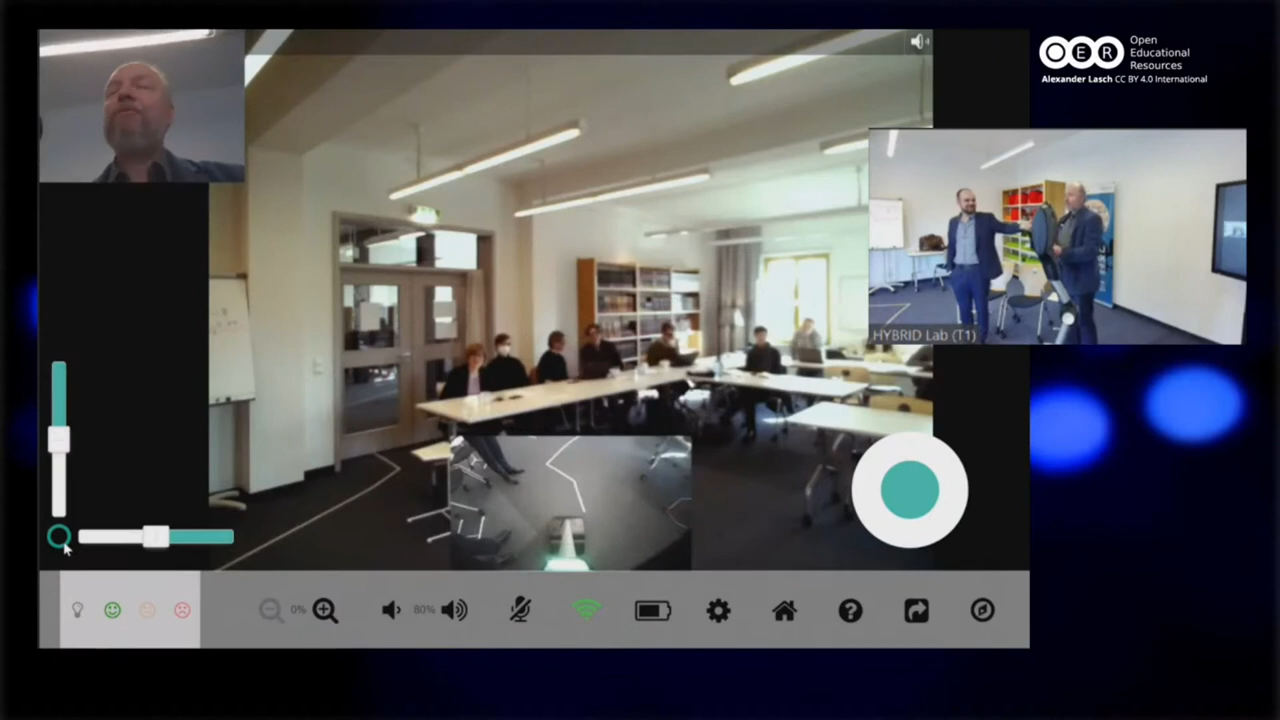 OER
Open
Educational
Resources
Alexander Lasch CC BY 4.0 International
HYBRID Lab (T1)
0%
80%